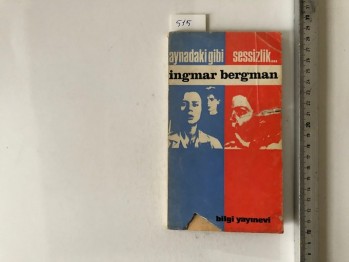 515
aynadaki gibi sessizlik...
ingmar bergman
bilgi yayınevi